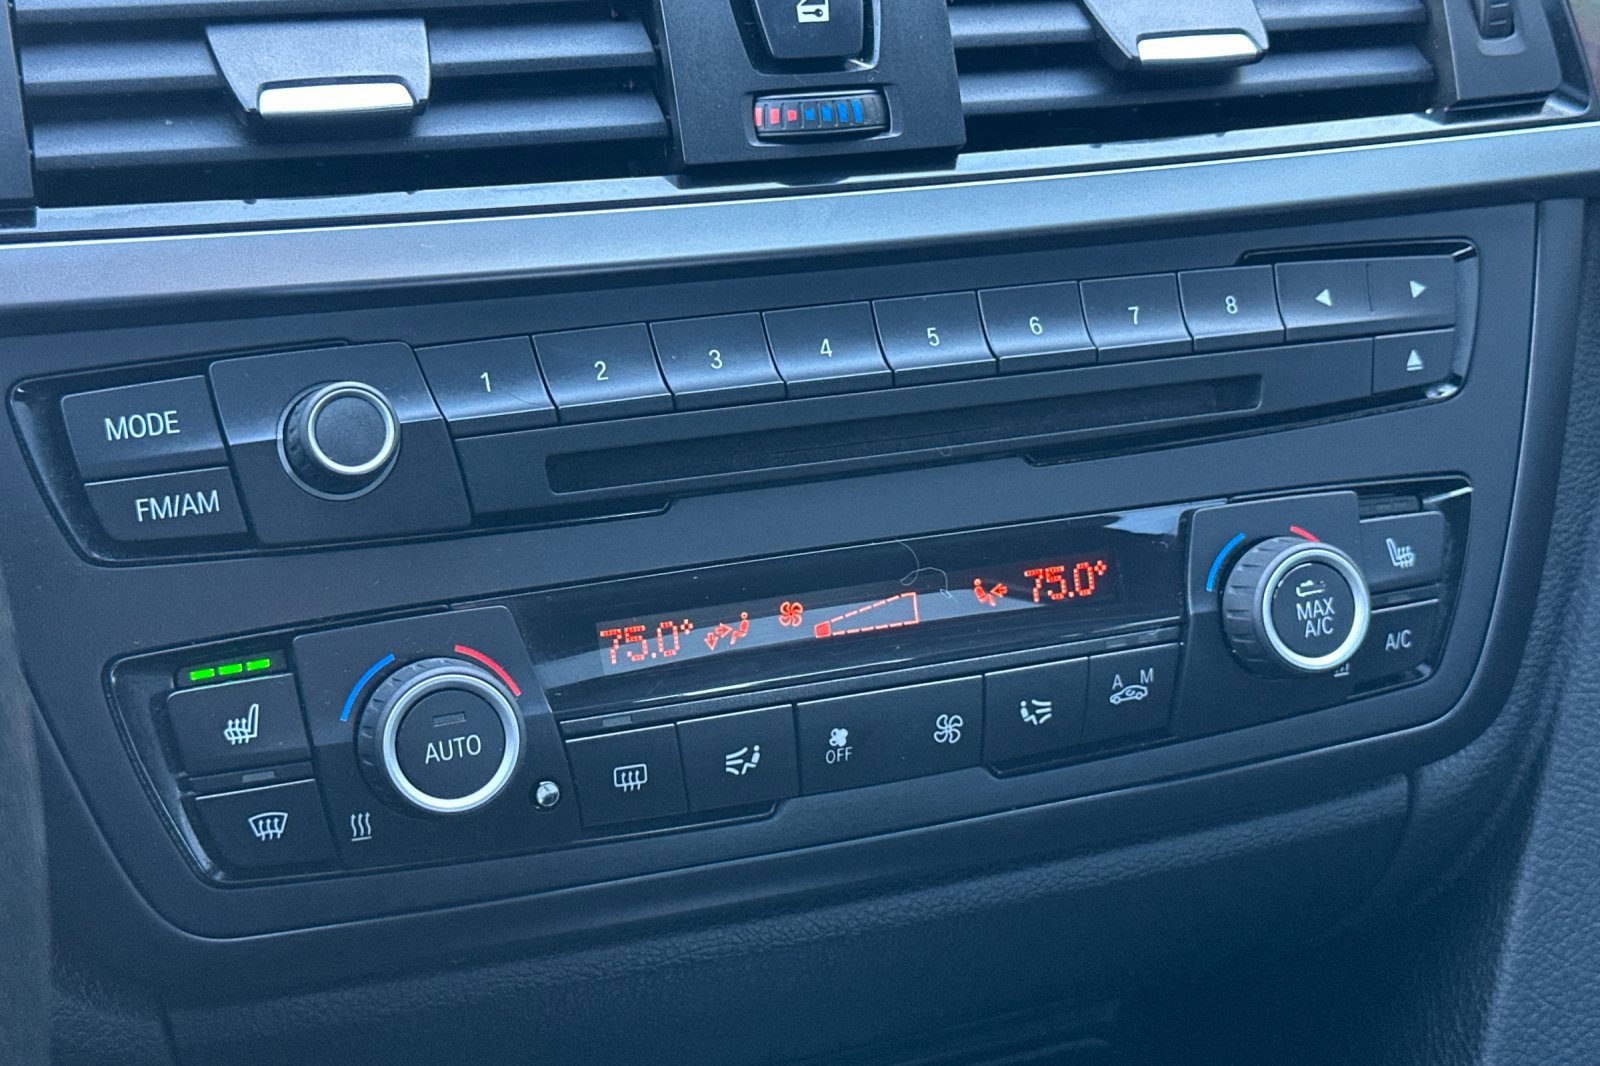 1 2 3 4 5 6 7 8
MODE
FM/AM
75.0°
75.0°
MAX
A/C
A/C
AUTO
OFF
A M